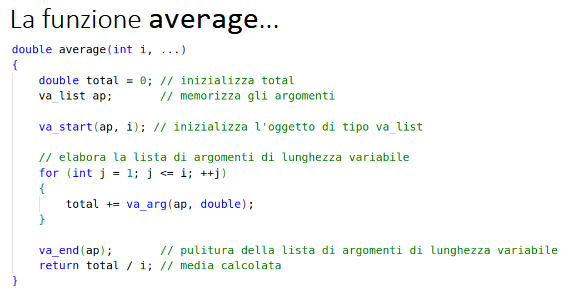 La funzione average...
double average(int i, ...)
{
    double total = 0; // inizializza total
    va_list ap;       // memorizza gli argomenti
    va_start(ap, i); // inizializza l'oggetto di tipo va_list
    // elabora la lista di argomenti di lunghezza variabile
    for (int j = 1; j <= i; ++j)
    {
        total += va_arg(ap, double);
    }
    va_end(ap);       // pulitura della lista di argomenti di lunghezza variabile
    return total / i; // media calcolata
}